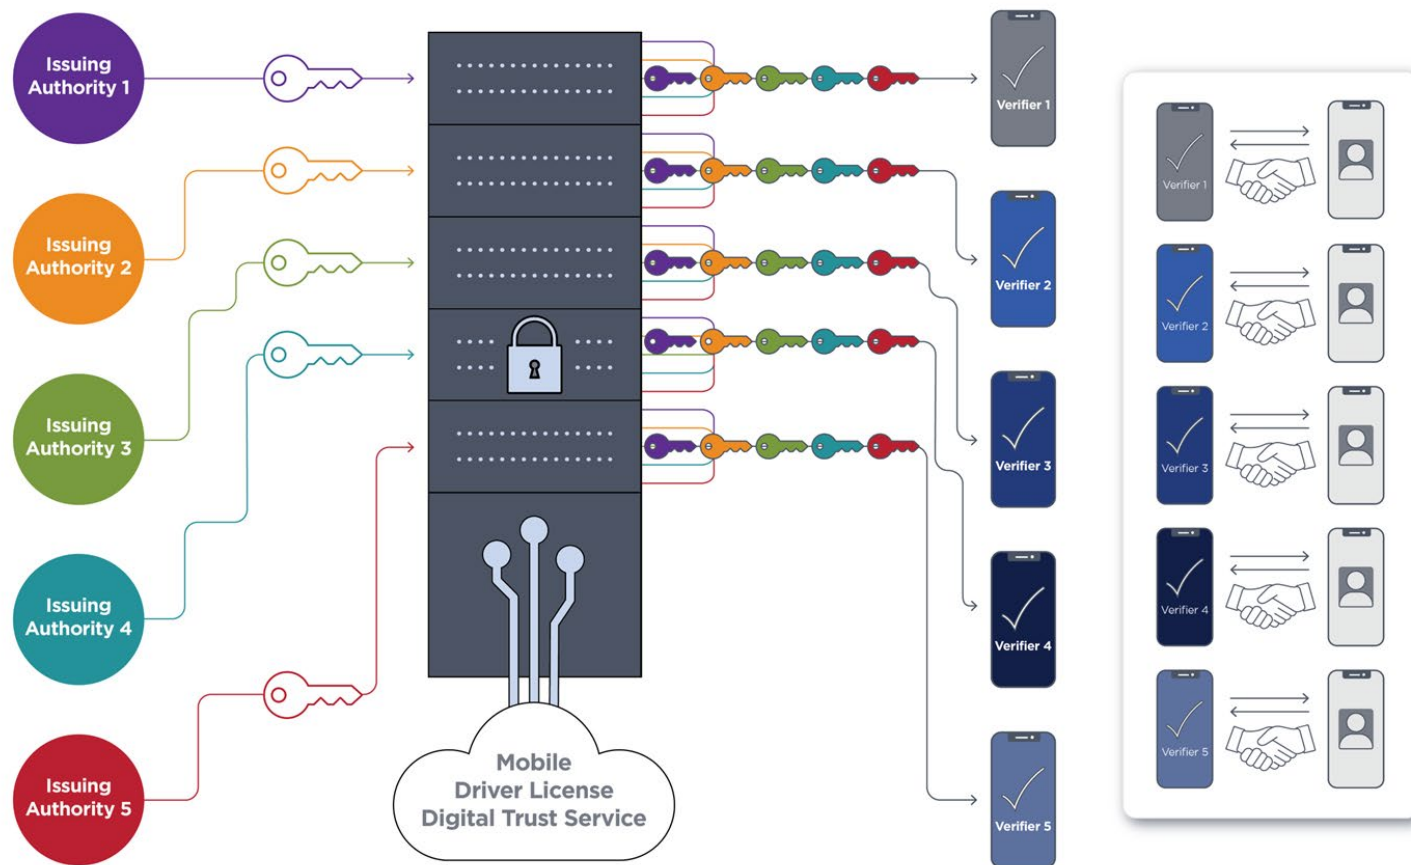 Issuing
Authority 1
Issuing
Authority 2
Issuing
Authority 3
Issuing
Authority 4
Issuing
Authority 5
Mobile
Driver License
Digital Trust Service
Verifier 1
Verifier 2
Verifier 3
Verifier 4
Verifier 5
Verifier 1
Verifier 2
Verifier 3
Verifier 4
Verifier 5